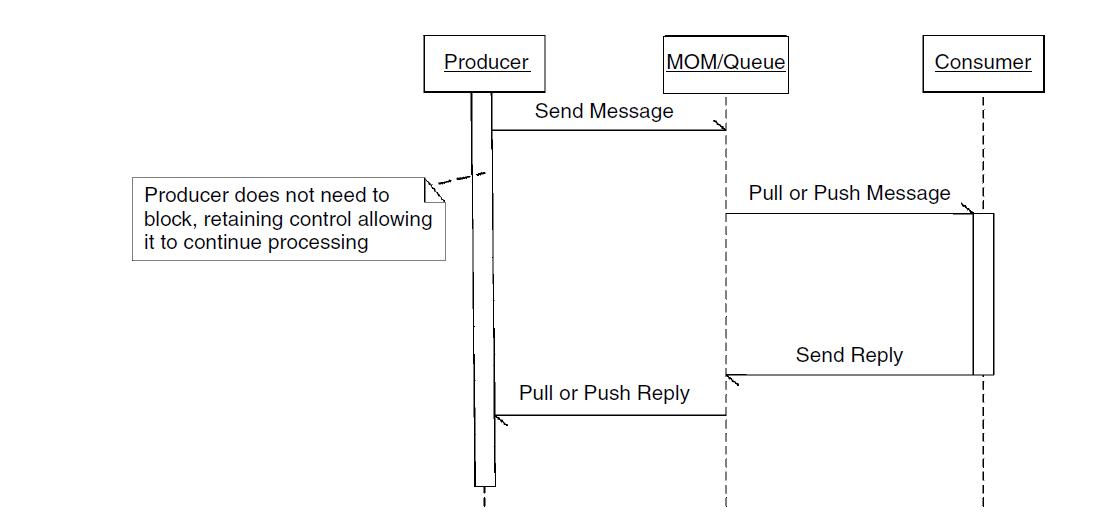 Producer
MOM/Queue
Consumer
Send Message
Pull or Push Message
Producer does not need to
block, retaining control allowing
it to continue processing
Send Reply
Pull or Push Reply